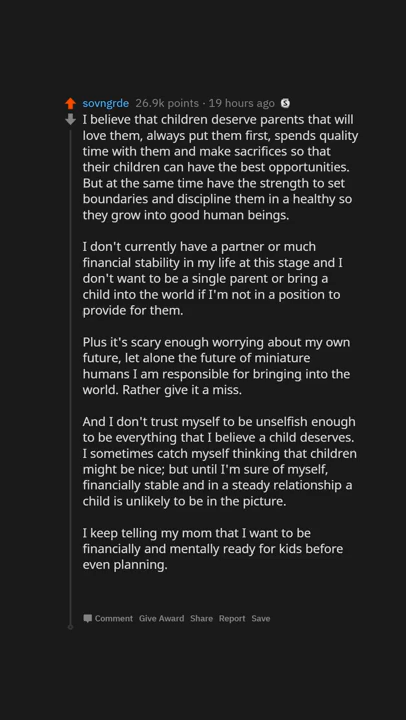 sovngrde 26.9k points · 19 hours ago
I believe that children deserve parents that will
love them, always put them first, spends quality
time with them and make sacrifices so that
their children can have the best opportunities.
But at the same time have the strength to set
boundaries and discipline them in a healthy so
they grow into good human beings.
I don't currently have a partner or much
financial stability in my life at this stage and I
don't want to be a single parent or bring a
child into the world if I'm not in a position to
provide for them.
Plus it's scary enough worrying about my own
future, let alone the future of miniature
humans I am responsible for bringing into the
world. Rather give it a miss.
And I don't trust myself to be unselfish enough
to be everything that I believe a child deserves.
I sometimes catch myself thinking that children
might be nice; but until I'm sure of myself,
financially stable and in a steady relationship a
child is unlikely to be in the picture.
I keep telling my mom that I want to be
financially and mentally ready for kids before
even planning.
Comment Give Award Share Report Save